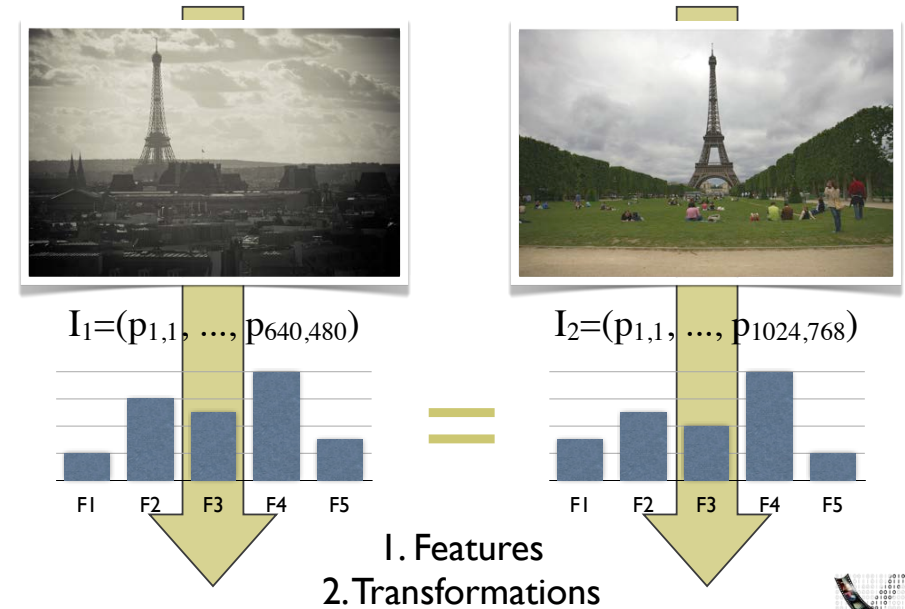 I₁=(p₁,₁, ..., p₆₄₀,₄₈₀)
I₂=(p₁,₁, ..., p₁₀₂₄,₇₆₈)
F1 F2 F3 F4 F5
F1 F2 F3 F4 F5
=
1. Features
2. Transformations